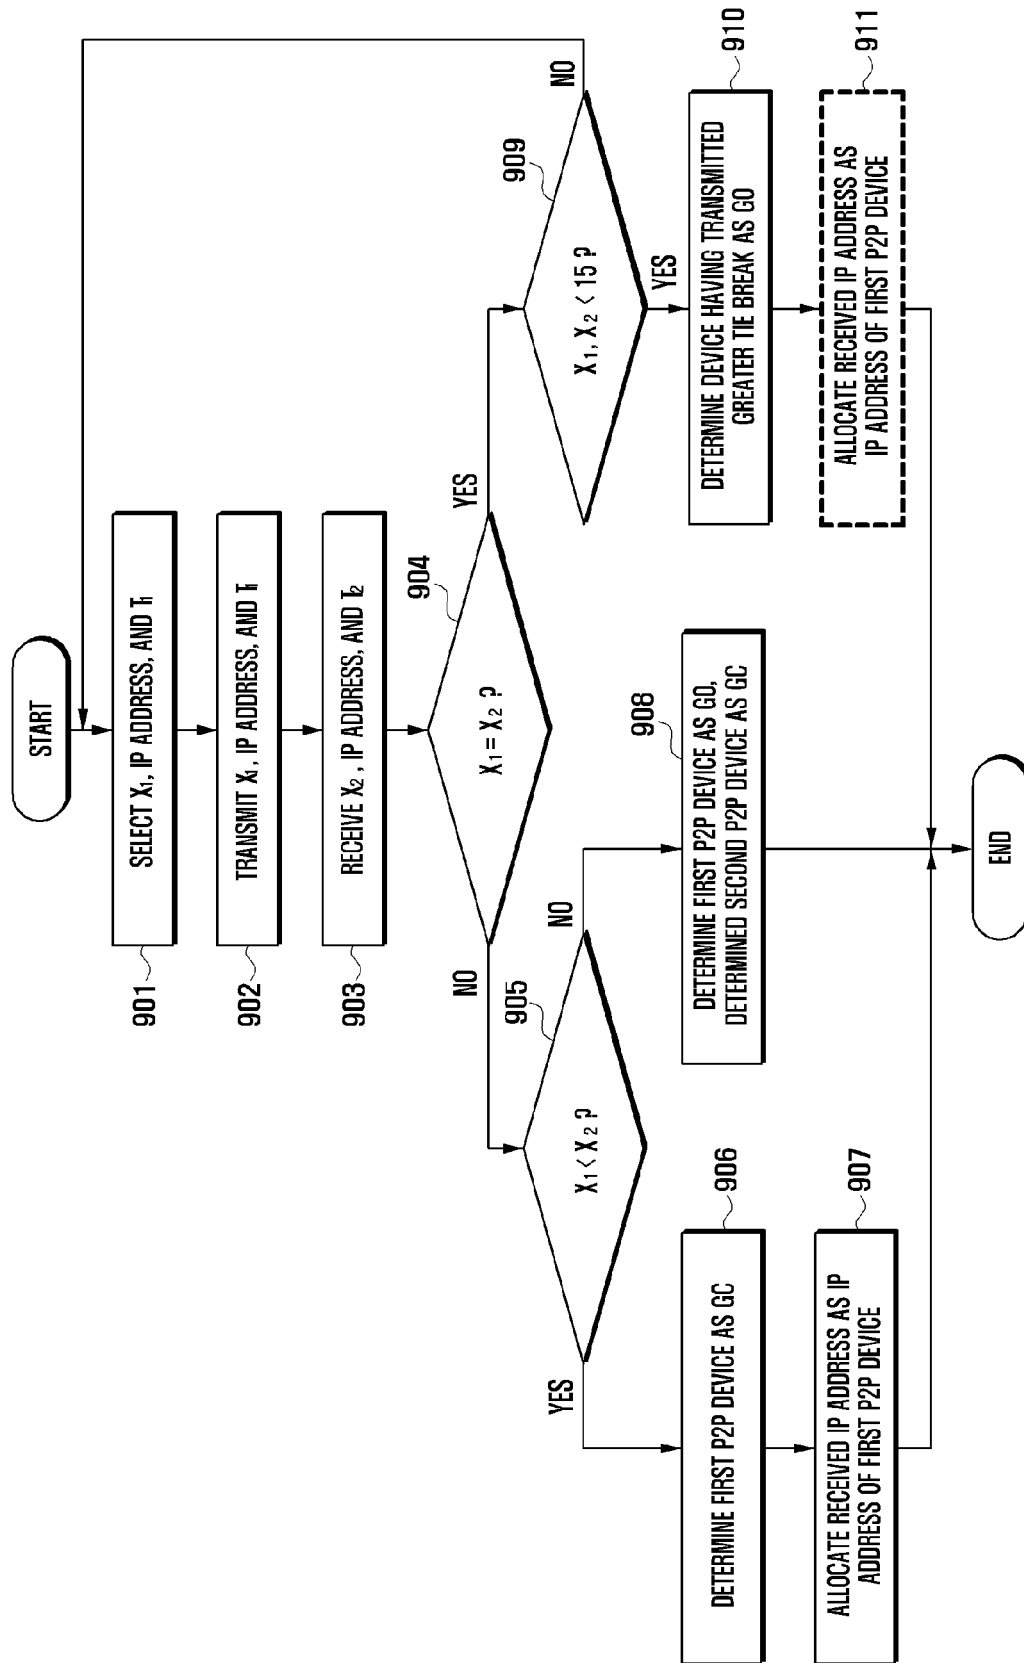 START
SELECT X1, IP ADDRESS, AND T1
901
TRANSMIT X1, IP ADDRESS, AND T1
902
RECEIVE X2, IP ADDRESS, AND T2
903
904
X1 = X2 ?
NO
YES
905
X1 < X2 ?
YES
NO
909
X1, X2 < 15 ?
NO
YES
906
DETERMINE FIRST P2P DEVICE AS GC
907
ALLOCATE RECEIVED IP ADDRESS AS IP
ADDRESS OF FIRST P2P DEVICE
908
DETERMINE FIRST P2P DEVICE AS GO,
DETERMINED SECOND P2P DEVICE AS GC
910
DETERMINE DEVICE HAVING TRANSMITTED
GREATER TIE BREAK AS GO
911
ALLOCATE RECEIVED IP ADDRESS AS
IP ADDRESS OF FIRST P2P DEVICE
END